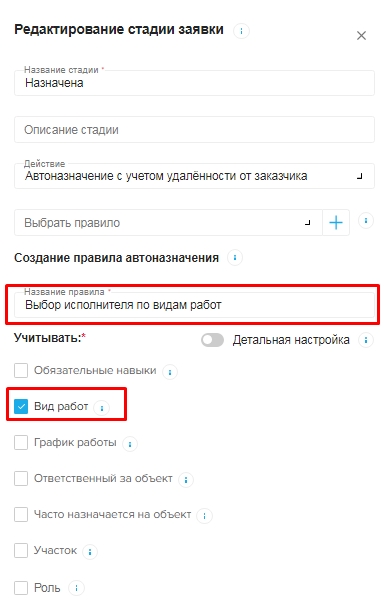 Редактирование стадии заявки
Название стадии *
Назначена
Описание стадии
Действие
Автоназначение с учетом удалённости от заказчика
Выбрать правило
Создание правила автоназначения
Название правила *
Выбор исполнителя по видам работ
Учитывать:* Детальная настройка
Обязательные навыки
Вид работ
График работы
Ответственный за объект
Часто назначается на объект
Участок
Роль